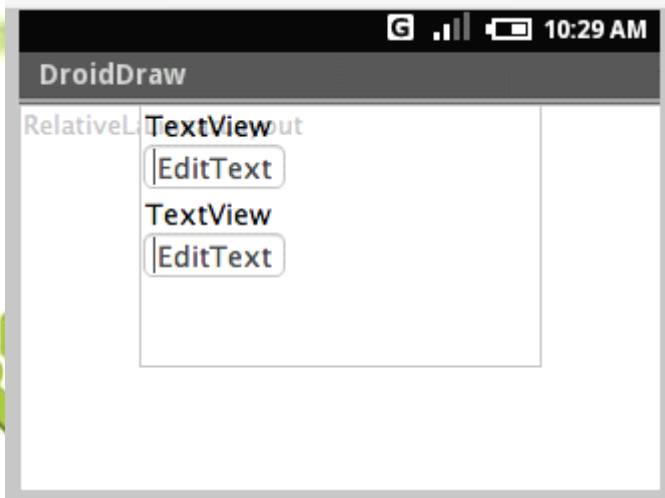 G 10:29 AM
DroidDraw
RelativeLa out
TextView
EditText
TextView
EditText